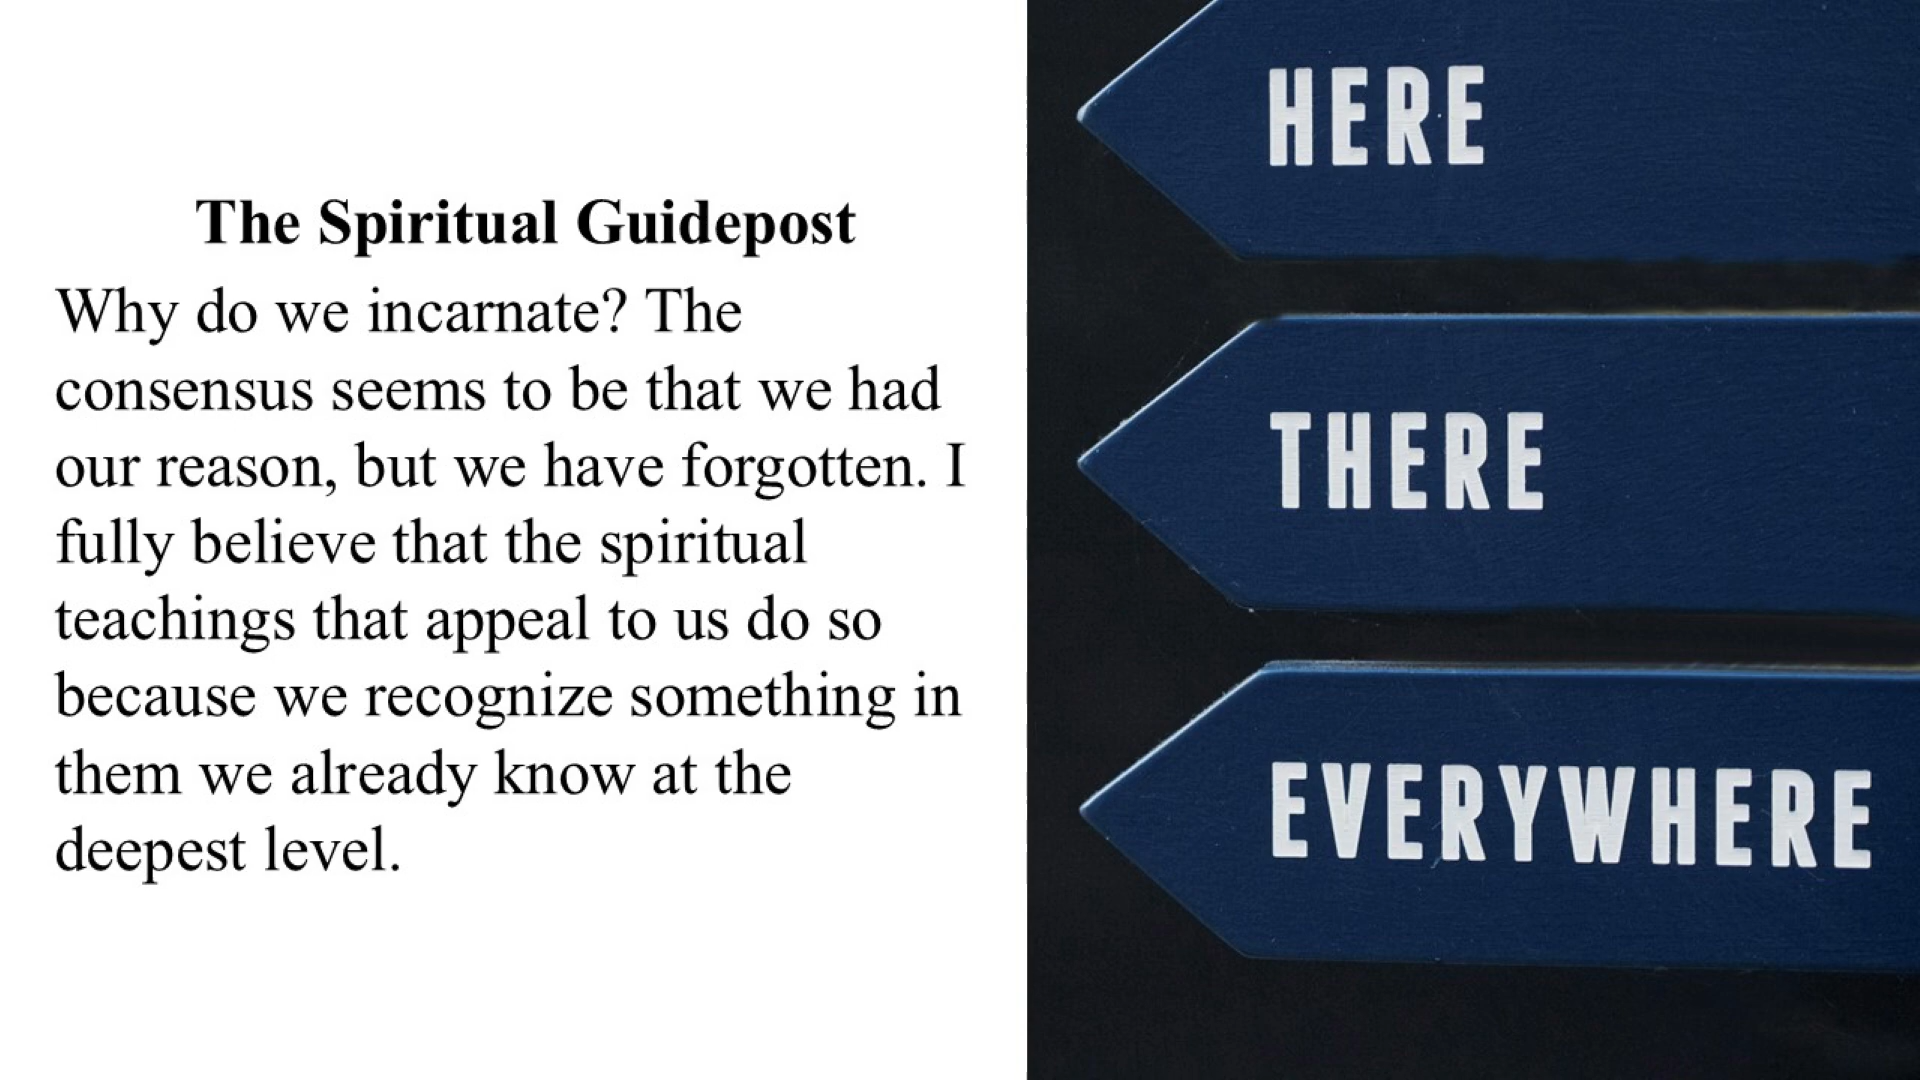 The Spiritual Guidepost
Why do we incarnate? The
consensus seems to be that we had
our reason, but we have forgotten. I
fully believe that the spiritual
teachings that appeal to us do so
because we recognize something in
them we already know at the
deepest level.
HERE
THERE
EVERYWHERE